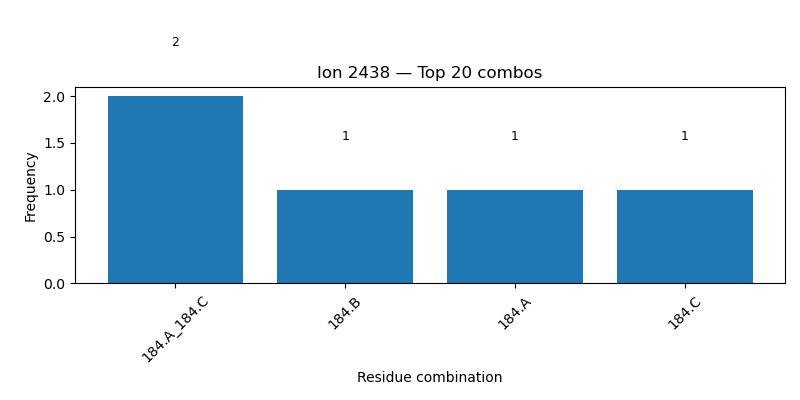 2
Ion 2438 — Top 20 combos
2.0
1.5
1.0
0.5
0.0
Frequency
1
1
1
184.A_184.C
184.B
184.A
184.C
Residue combination